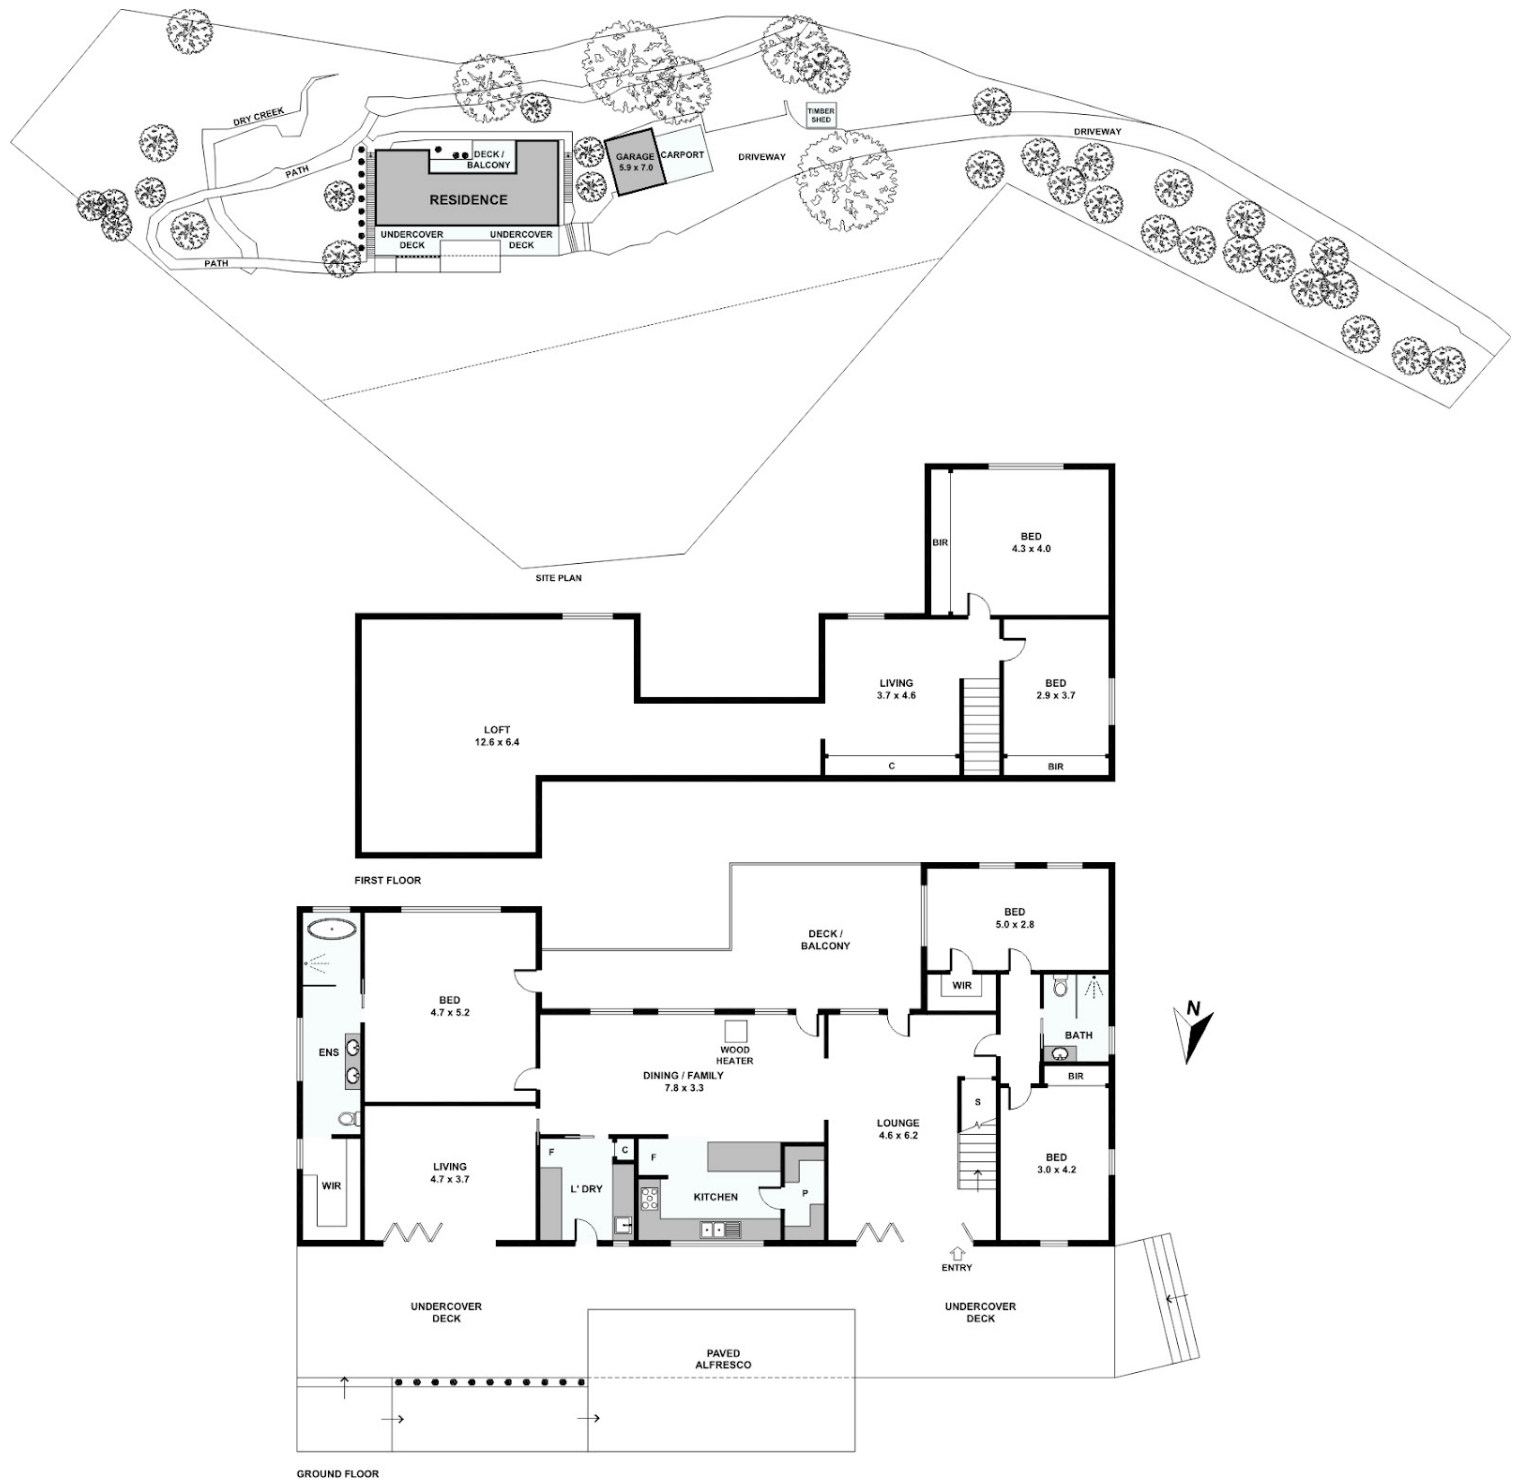 DRY CREEK
TIMBER
SHED
DRIVEWAY
DECK /
BALCONY
GARAGE
5.9 x 7.0
CARPORT
DRIVEWAY
PATH
RESIDENCE
UNDERCOVER
DECK
UNDERCOVER
DECK
PATH
SITE PLAN
BED
4.3 x 4.0
BIR
LIVING
3.7 x 4.6
BED
2.9 x 3.7
LOFT
12.6 x 6.4
C
BIR
FIRST FLOOR
BED
5.0 x 2.8
DECK /
BALCONY
WIR
BED
4.7 x 5.2
N
BATH
ENS
WOOD
HEATER
DINING / FAMILY
7.8 x 3.3
BIR
S
LOUNGE
4.6 x 6.2
F
C
F
BED
3.0 x 4.2
LIVING
4.7 x 3.7
WIR
L' DRY
KITCHEN
P
ENTRY
UNDERCOVER
DECK
UNDERCOVER
DECK
PAVED
ALFRESCO
GROUND FLOOR